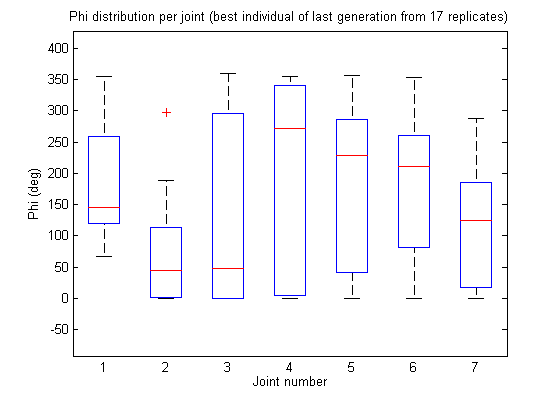 Phi distribution per joint (best individual of last generation from 17 replicates)
400
350
300
250
200
150
100
50
0
-50
Phi (deg)
1 2 3 4 5 6 7
Joint number